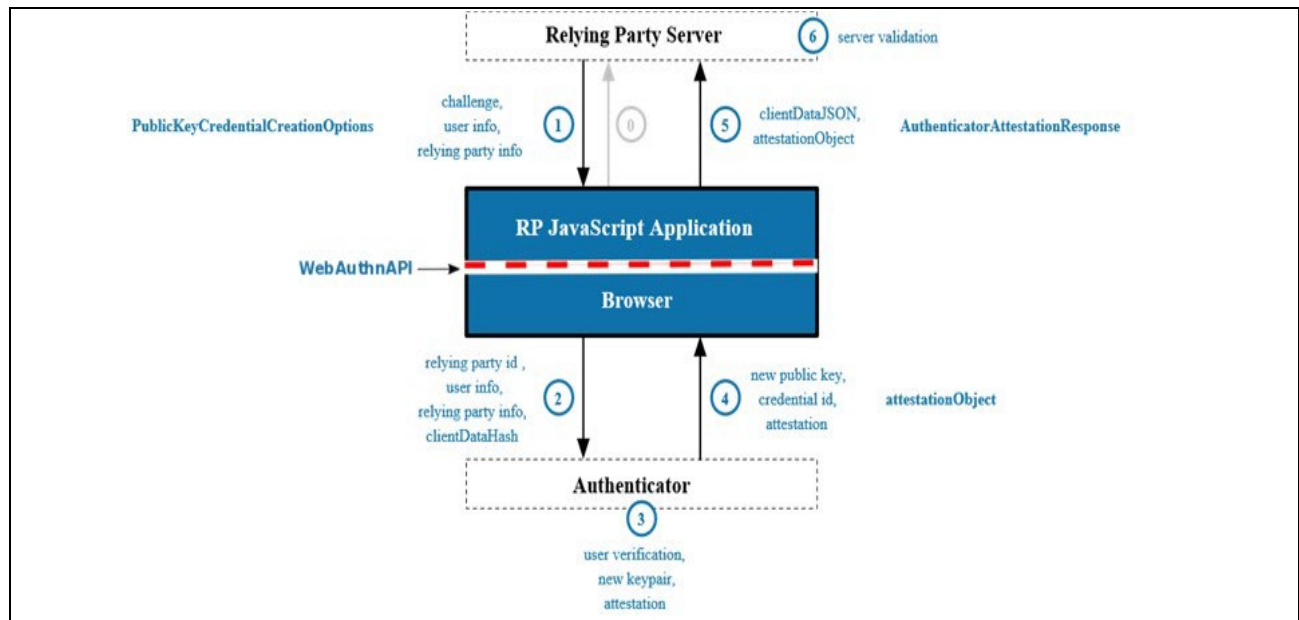 Relying Party Server
6
server validation
PublicKeyCredentialCreationOptions
challenge,
user info,
relying party info
1
0
5
clientDataJSON,
attestationObject
AuthenticatorAttestationResponse
RP JavaScript Application
WebAuthnAPI
Browser
relying party id ,
user info,
relying party info,
clientDataHash
2
4
new public key,
credential id,
attestation
attestationObject
Authenticator
3
user verification,
new keypair,
attestation